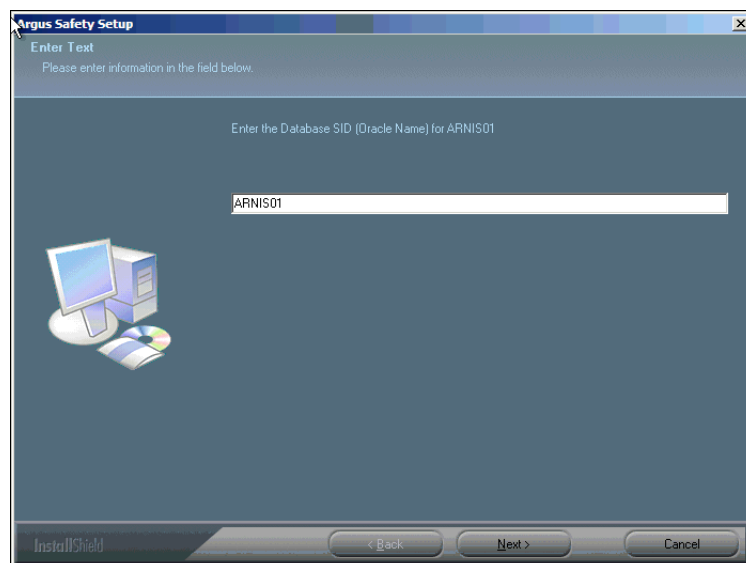 Argus Safety Setup
Enter Text
Please enter information in the field below.
Enter the Database SID (Oracle Name) for ARNIS01
ARNIS01
InstallShield
< Back
Next >
Cancel